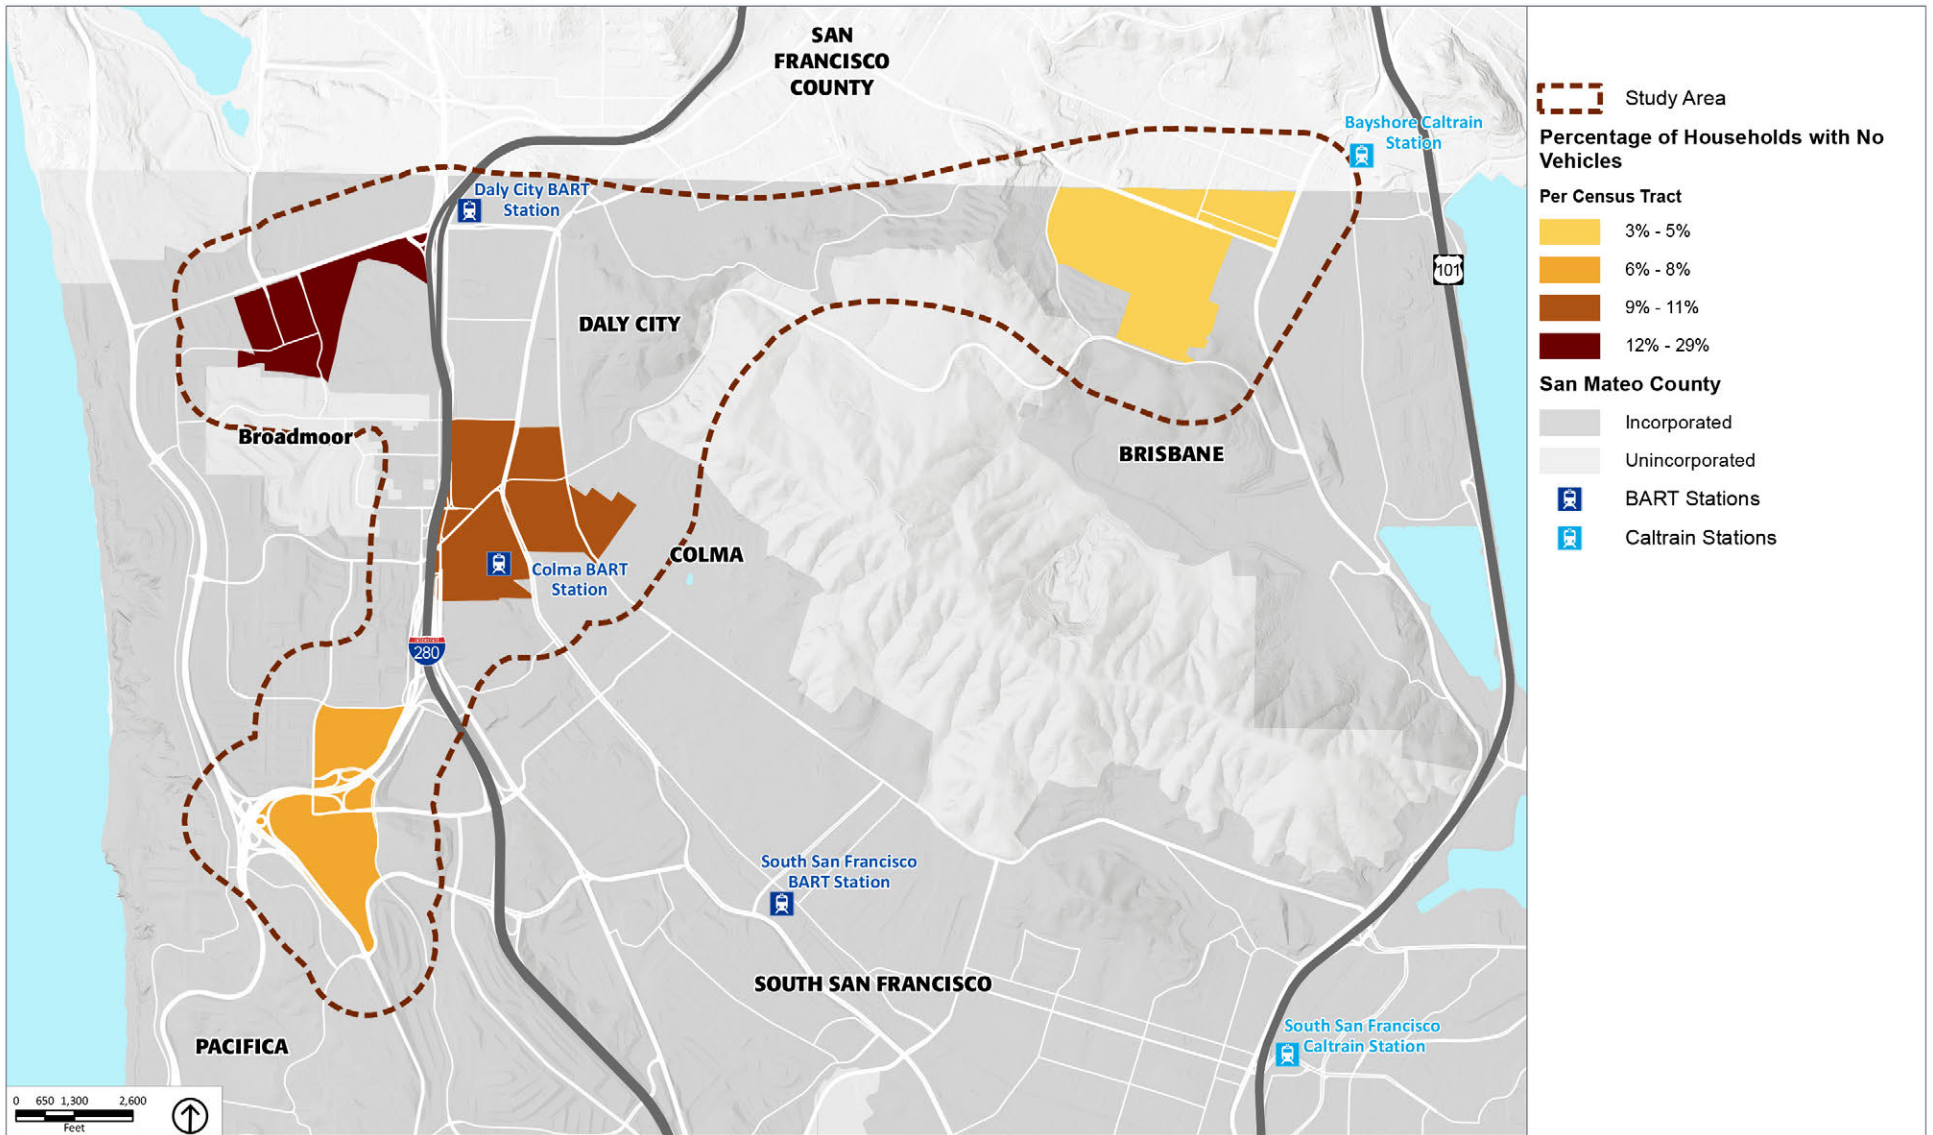 SAN
FRANCISCO
COUNTY
Bayshore Caltrain
Station
Daly City BART
Station
101
DALY CITY
Broadmoor
BRISBANE
COLMA
Colma BART
Station
280
South San Francisco
BART Station
SOUTH SAN FRANCISCO
South San Francisco
Caltrain Station
PACIFICA
0 650 1,300 2,600
Feet
Study Area
Percentage of Households with No
Vehicles
Per Census Tract
3% - 5%
6% - 8%
9% - 11%
12% - 29%
San Mateo County
Incorporated
Unincorporated
BART Stations
Caltrain Stations